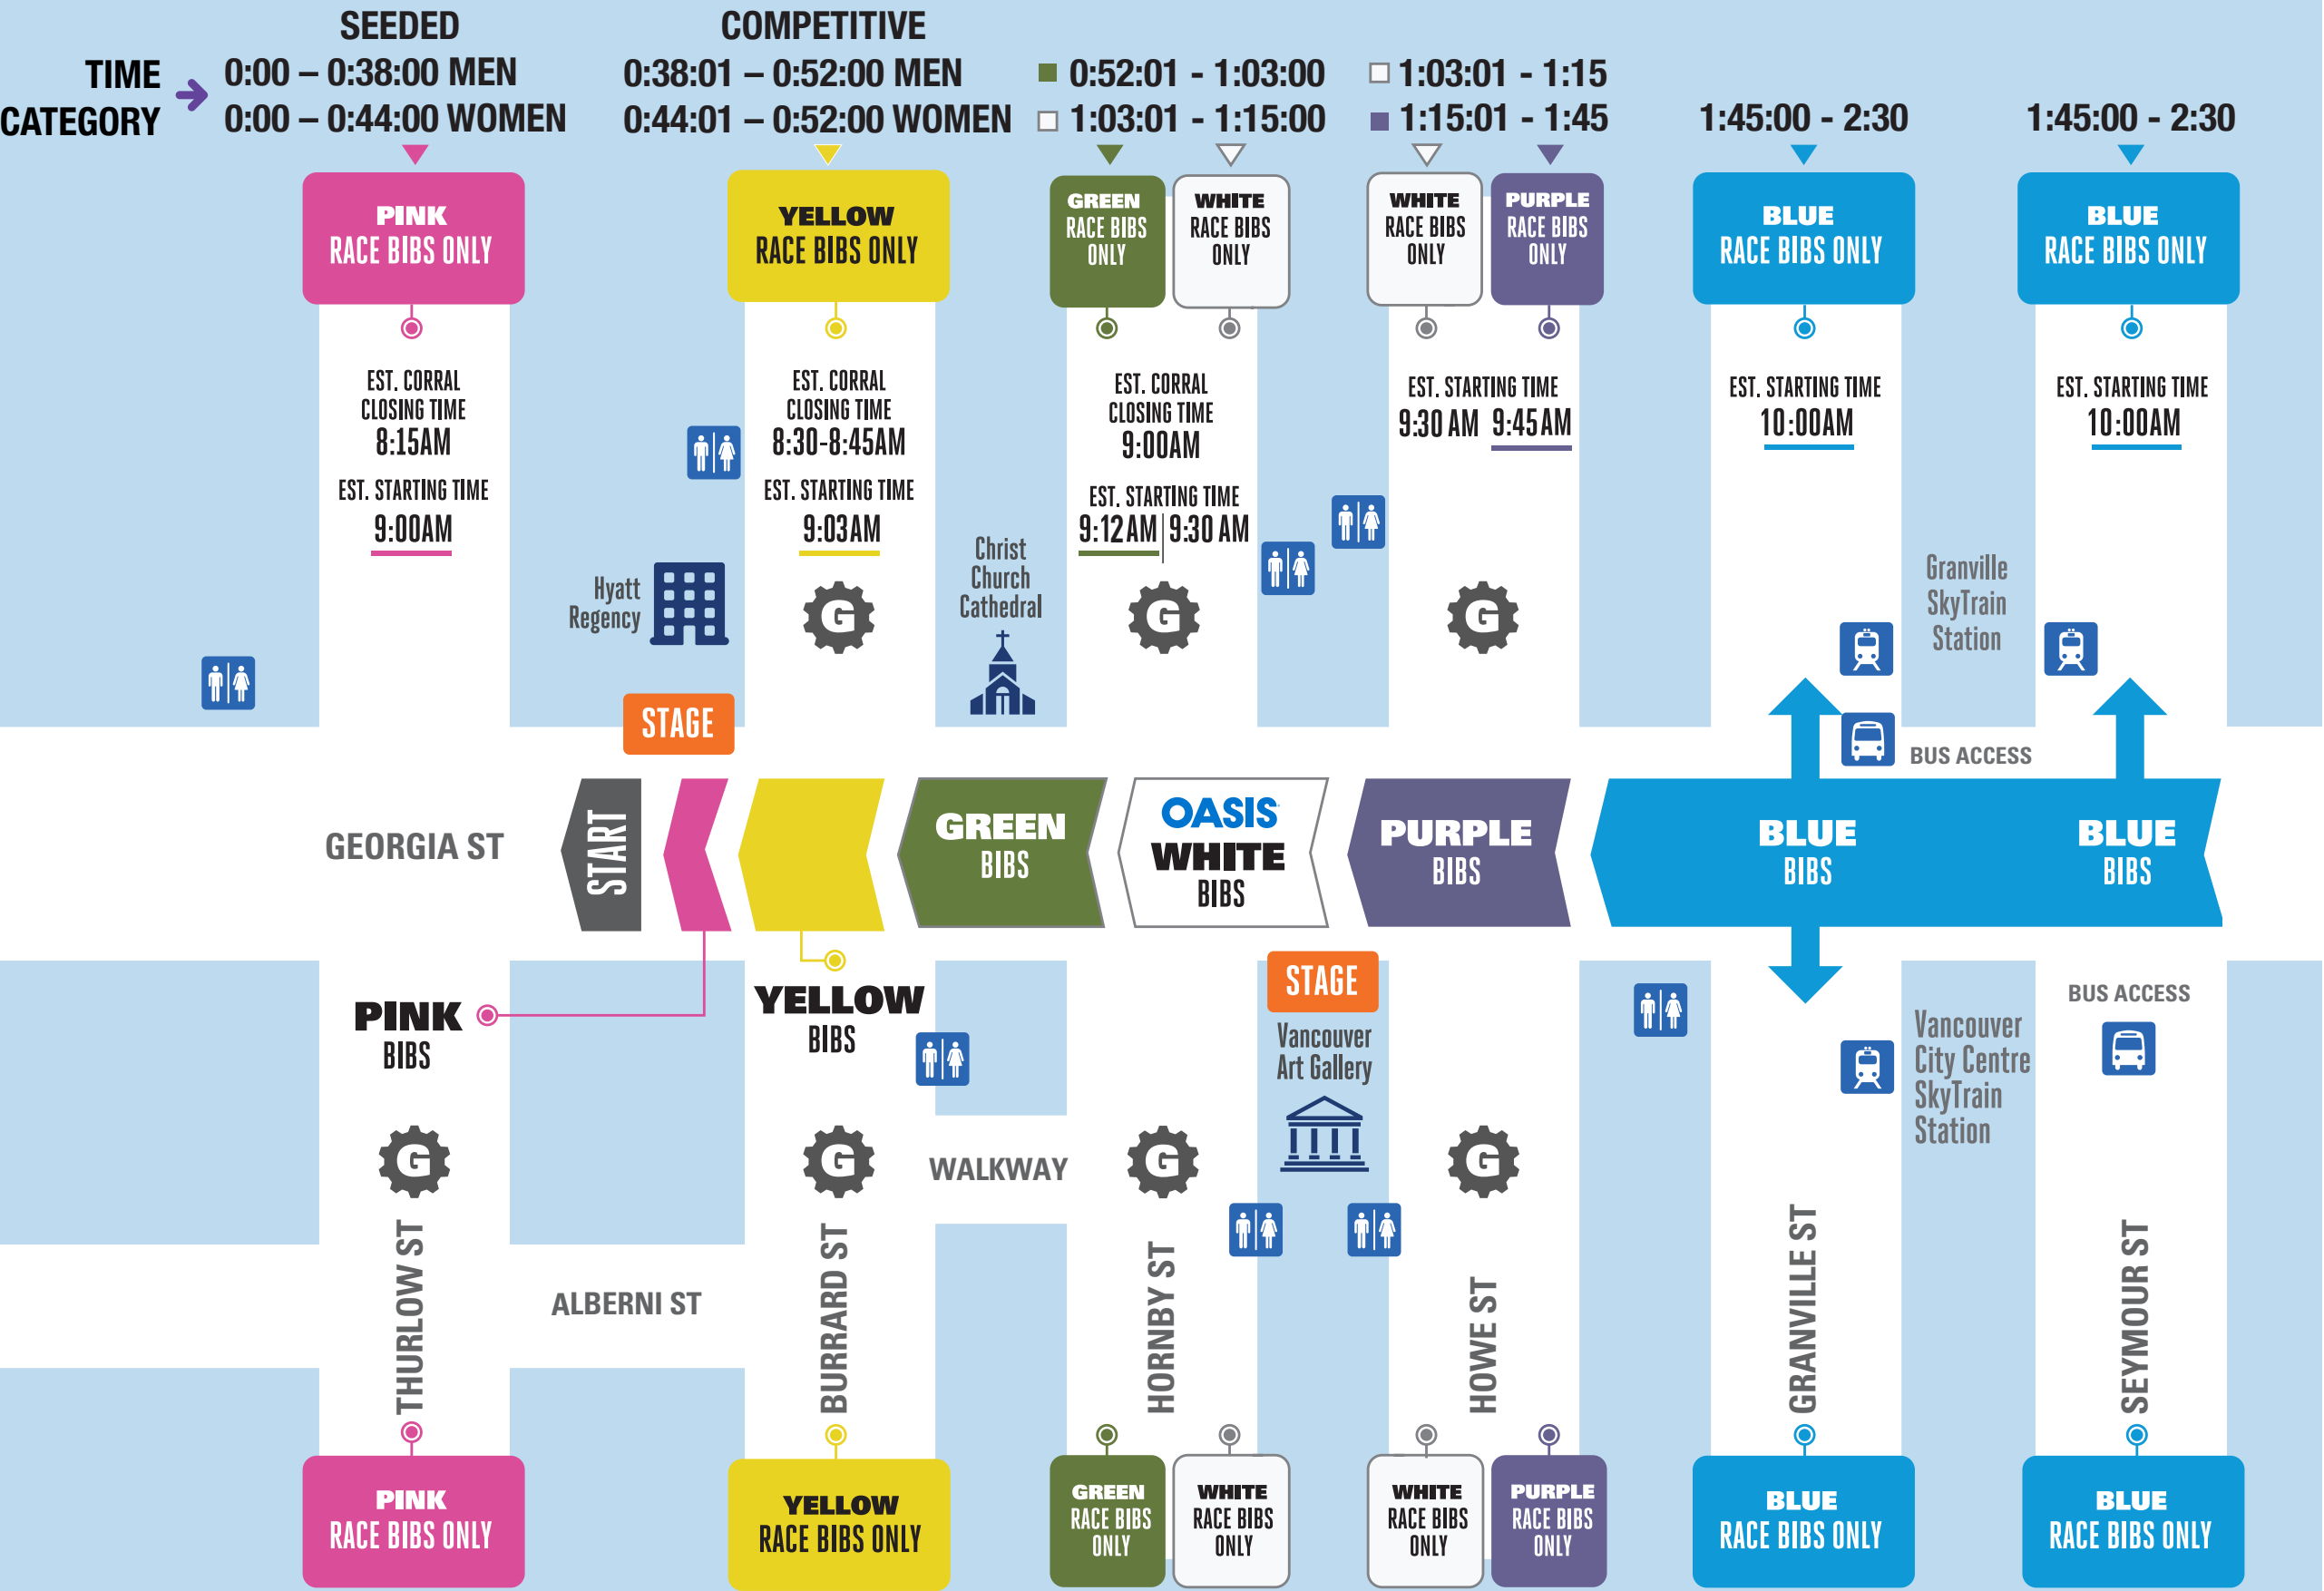 SEEDED
COMPETITIVE
TIME
CATEGORY
0:00 – 0:38:00 MEN
0:00 – 0:44:00 WOMEN
0:38:01 – 0:52:00 MEN
0:44:01 – 0:52:00 WOMEN
0:52:01 - 1:03:00
1:03:01 - 1:15:00
1:03:01 - 1:15
1:15:01 - 1:45
1:45:00 - 2:30
1:45:00 - 2:30
PINK
RACE BIBS ONLY
YELLOW
RACE BIBS ONLY
GREEN
RACE BIBS
ONLY
WHITE
RACE BIBS
ONLY
WHITE
RACE BIBS
ONLY
PURPLE
RACE BIBS
ONLY
BLUE
RACE BIBS ONLY
BLUE
RACE BIBS ONLY
EST. CORRAL
CLOSING TIME
8:15AM
EST. STARTING TIME
9:00AM
EST. CORRAL
CLOSING TIME
8:30-8:45AM
EST. STARTING TIME
9:03AM
EST. CORRAL
CLOSING TIME
9:00AM
EST. STARTING TIME
9:12AM 9:30 AM
EST. STARTING TIME
9:30 AM 9:45AM
EST. STARTING TIME
10:00AM
EST. STARTING TIME
10:00AM
Hyatt
Regency
Christ
Church
Cathedral
G
G
G
Granville
SkyTrain
Station
STAGE
BUS ACCESS
GEORGIA ST
START
GREEN
BIBS
OASIS
WHITE
BIBS
PURPLE
BIBS
BLUE
BIBS
BLUE
BIBS
PINK
BIBS
YELLOW
BIBS
STAGE
Vancouver
Art Gallery
BUS ACCESS
Vancouver
City Centre
SkyTrain
Station
G
G
G
G
WALKWAY
ALBERNI ST
THURLOW ST
BURRARD ST
HORNBY ST
HOWE ST
GRANVILLE ST
SEYMOUR ST
PINK
RACE BIBS ONLY
YELLOW
RACE BIBS ONLY
GREEN
RACE BIBS
ONLY
WHITE
RACE BIBS
ONLY
WHITE
RACE BIBS
ONLY
PURPLE
RACE BIBS
ONLY
BLUE
RACE BIBS ONLY
BLUE
RACE BIBS ONLY